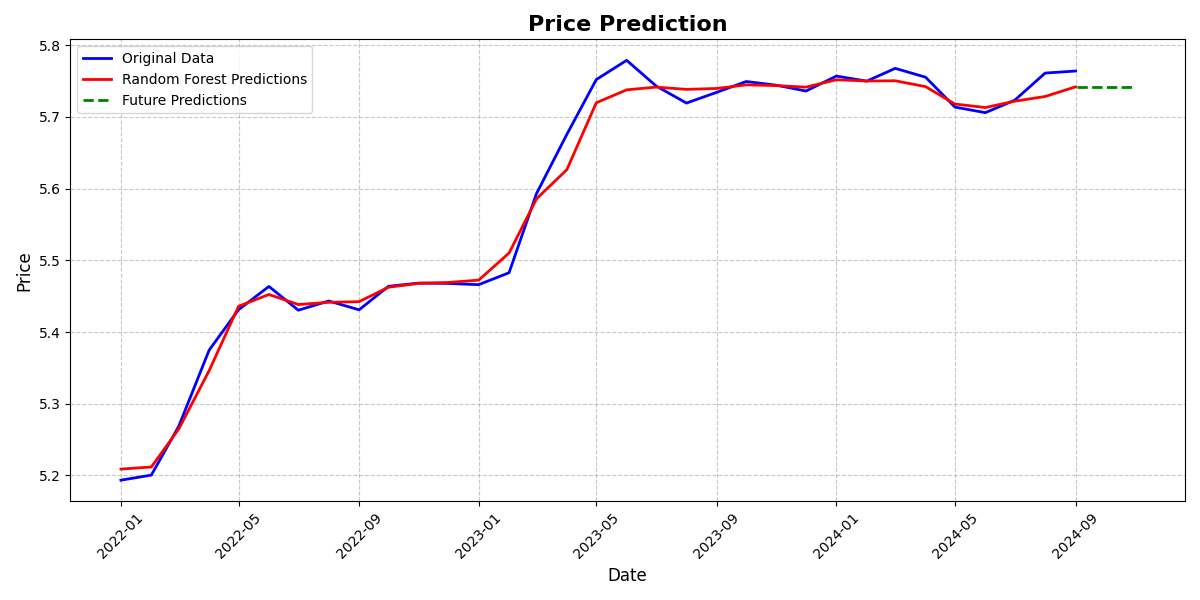 Price Prediction
Original Data
Random Forest Predictions
Future Predictions
Price
5.8
5.7
5.6
5.5
5.4
5.3
5.2
2022-01
2022-05
2022-09
2023-01
2023-05
2023-09
2024-01
2024-05
2024-09
Date